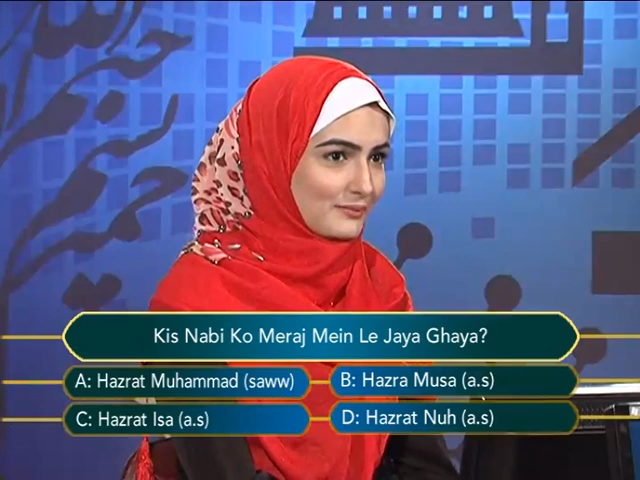 Kis Nabi Ko Meraj Mein Le Jaya Ghaya?
A: Hazrat Muhammad (saww)
B: Hazra Musa (a.s)
C: Hazrat Isa (a.s)
D: Hazrat Nuh (a.s)